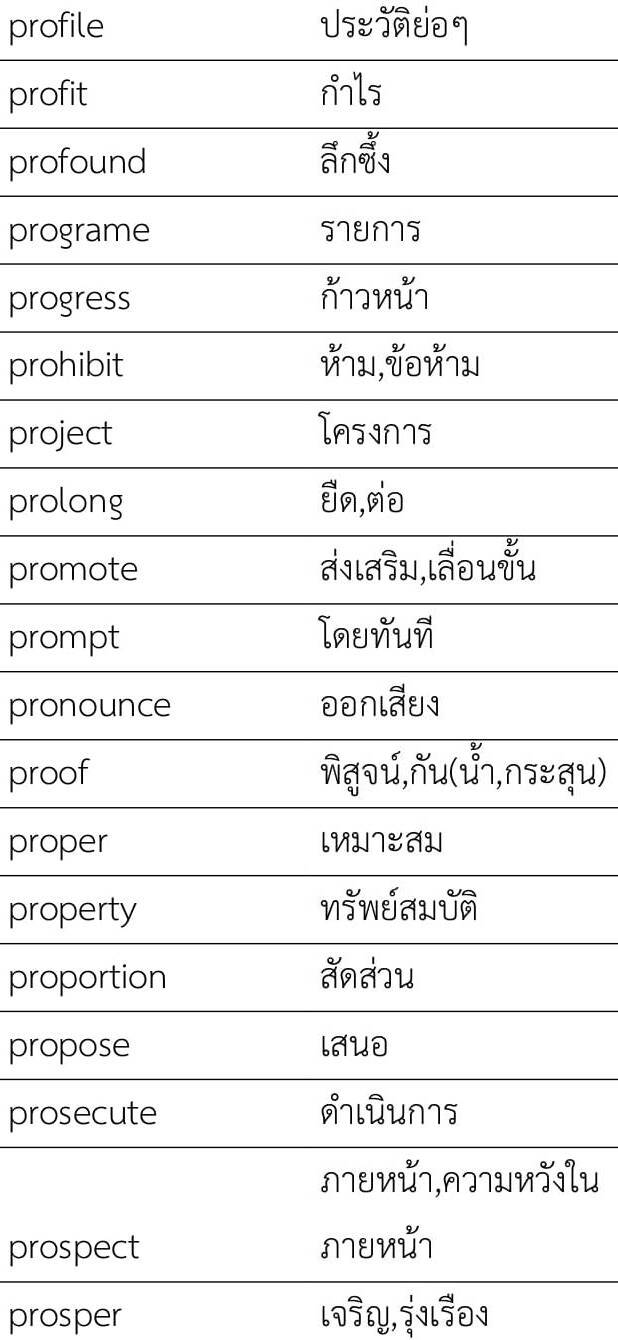 profile ประวัติย่อๆ
profit กำไร
profound ลึกซึ้ง
programe รายการ
progress ก้าวหน้า
prohibit ห้าม,ข้อห้าม
project โครงการ
prolong ยืด,ต่อ
promote ส่งเสริม,เลื่อนขั้น
prompt โดยทันที
pronounce ออกเสียง
proof พิสูจน์,กัน(น้ำ,กระสุน)
proper เหมาะสม
property ทรัพย์สมบัติ
proportion สัดส่วน
propose เสนอ
prosecute ดำเนินการ
ภายหน้า,ความหวังใน
prospect ภายหน้า
prosper เจริญ,รุ่งเรือง